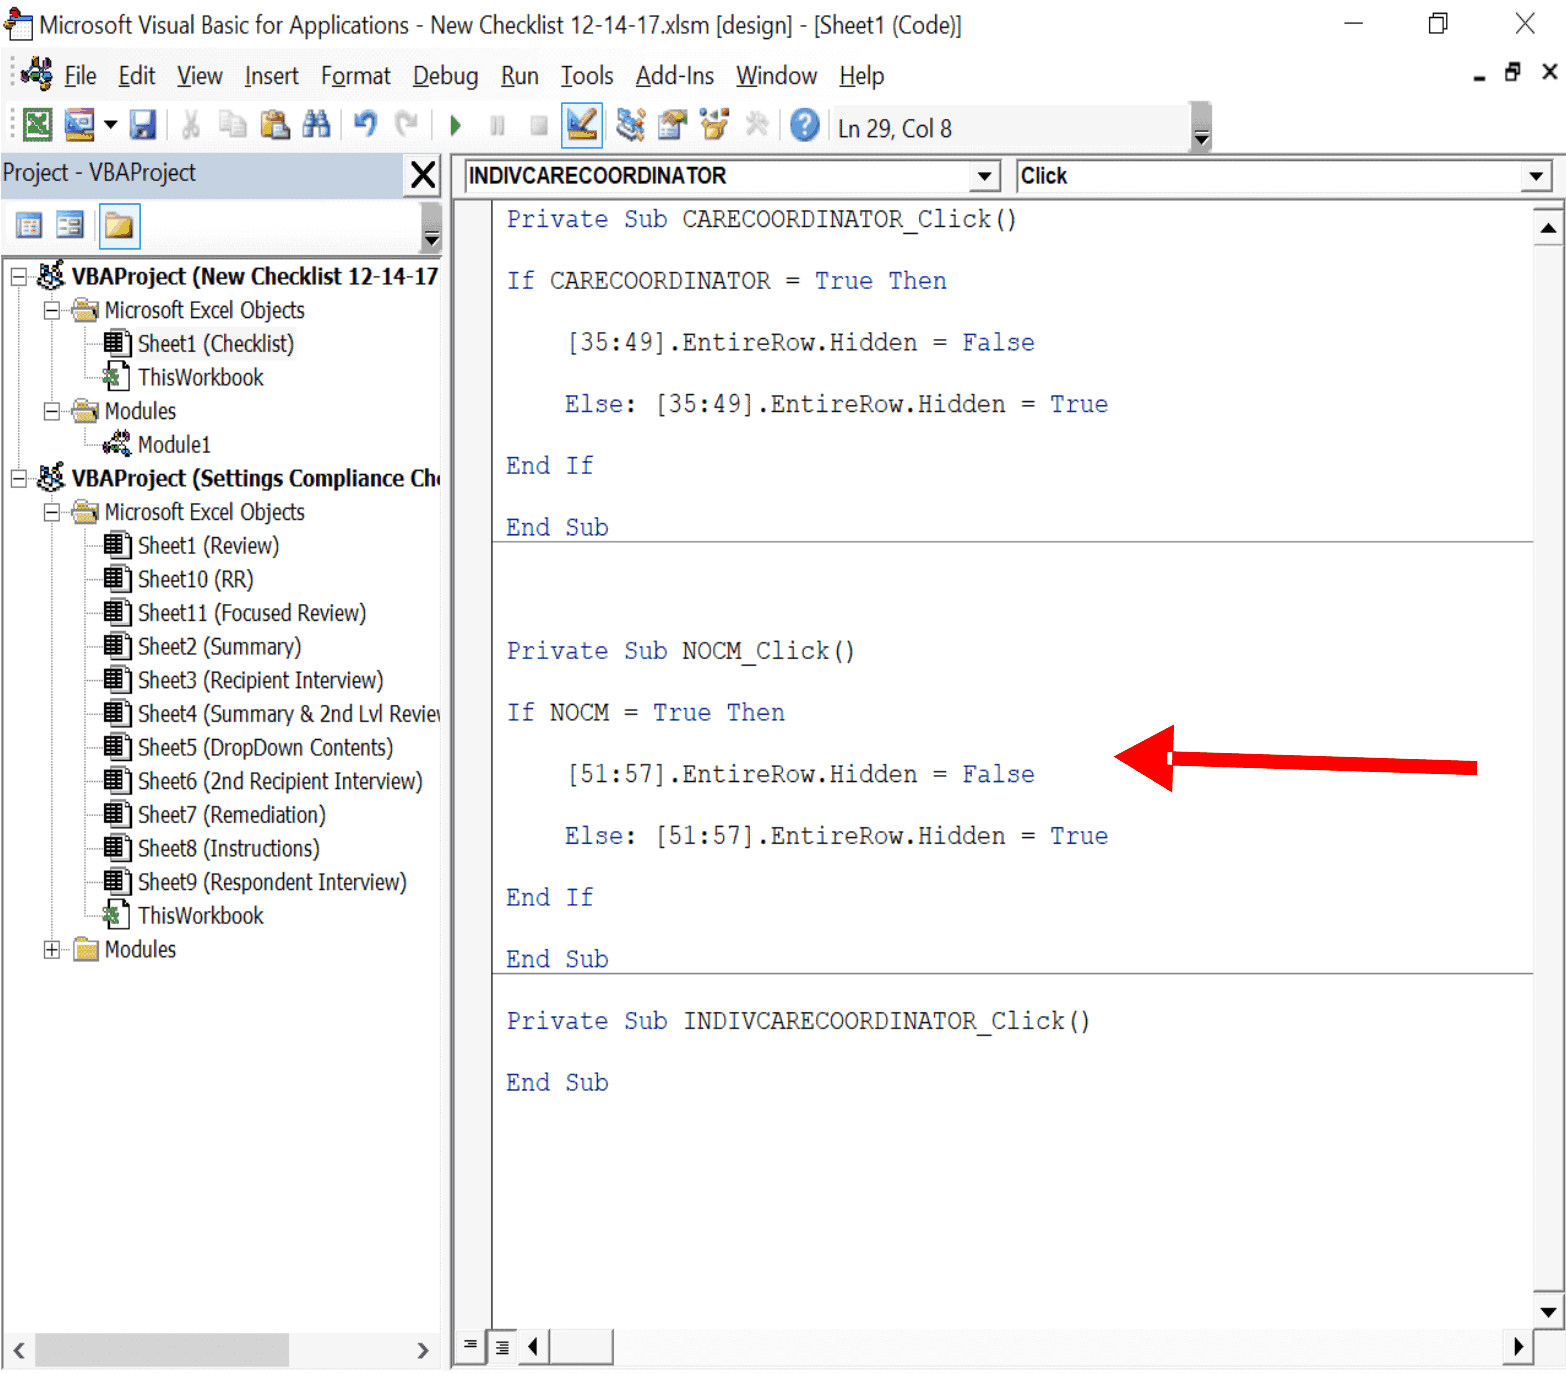 Microsoft Visual Basic for Applications - New Checklist 12-14-17.xlsm [design] - [Sheet1 (Code)]
File Edit View Insert Format Debug Run Tools Add-Ins Window Help
Ln 29, Col 8
Project - VBAProject
INDIVCARECOORDINATOR
Click
VBAProject (New Checklist 12-14-17
Microsoft Excel Objects
Sheet1 (Checklist)
ThisWorkbook
Modules
Module1
VBAProject (Settings Compliance Che
Microsoft Excel Objects
Sheet1 (Review)
Sheet10 (RR)
Sheet11 (Focused Review)
Sheet2 (Summary)
Sheet3 (Recipient Interview)
Sheet4 (Summary & 2nd Lvl Review
Sheet5 (DropDown Contents)
Sheet6 (2nd Recipient Interview)
Sheet7 (Remediation)
Sheet8 (Instructions)
Sheet9 (Respondent Interview)
ThisWorkbook
Modules
Private Sub CARECOORDINATOR_Click()
If CARECOORDINATOR = True Then
[35:49].EntireRow.Hidden = False
Else: [35:49].EntireRow.Hidden = True
End If
End Sub
Private Sub NOCM_Click()
If NOCM = True Then
[51:57].EntireRow.Hidden = False
Else: [51:57].EntireRow.Hidden = True
End If
End Sub
Private Sub INDIVCARECOORDINATOR_Click()
End Sub